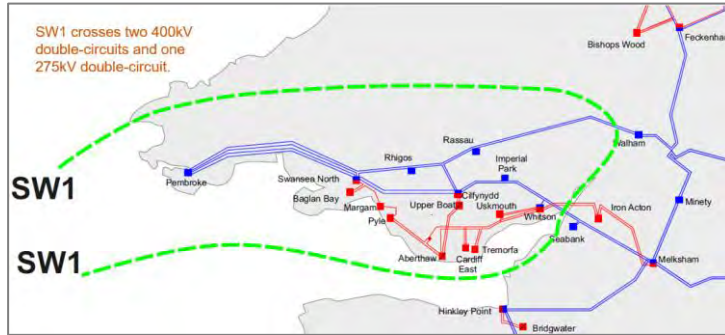 SW1 crosses two 400kV
double-circuits and one
275kV double-circuit.
Bishops Wood
Feckenham
Walham
Rassau
Rhigos
Imperial
Park
SW1
Pembroke
Swansea North
Cilfynydd
Baglan Bay
Upper Boat
Uskmouth
Iron Acton
Minety
Margam
Whitson
Pyle
Seabank
SW1
Aberthaw
Cardiff
East
Tremorfa
Melksham
Hinkley Point
Bridgwater